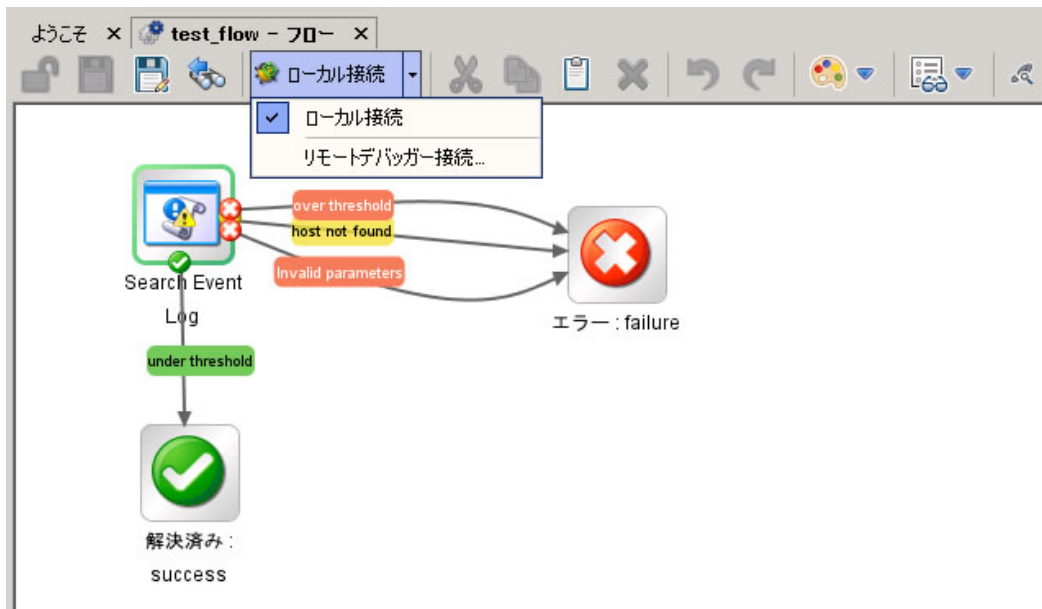 ようこそ ×
test_flow - フロー ×
ローカル接続
ローカル接続
リモートデバッガー接続...
over threshold
host not found
Invalid parameters
Search Event
Log
エラー : failure
under threshold
解決済み :
success